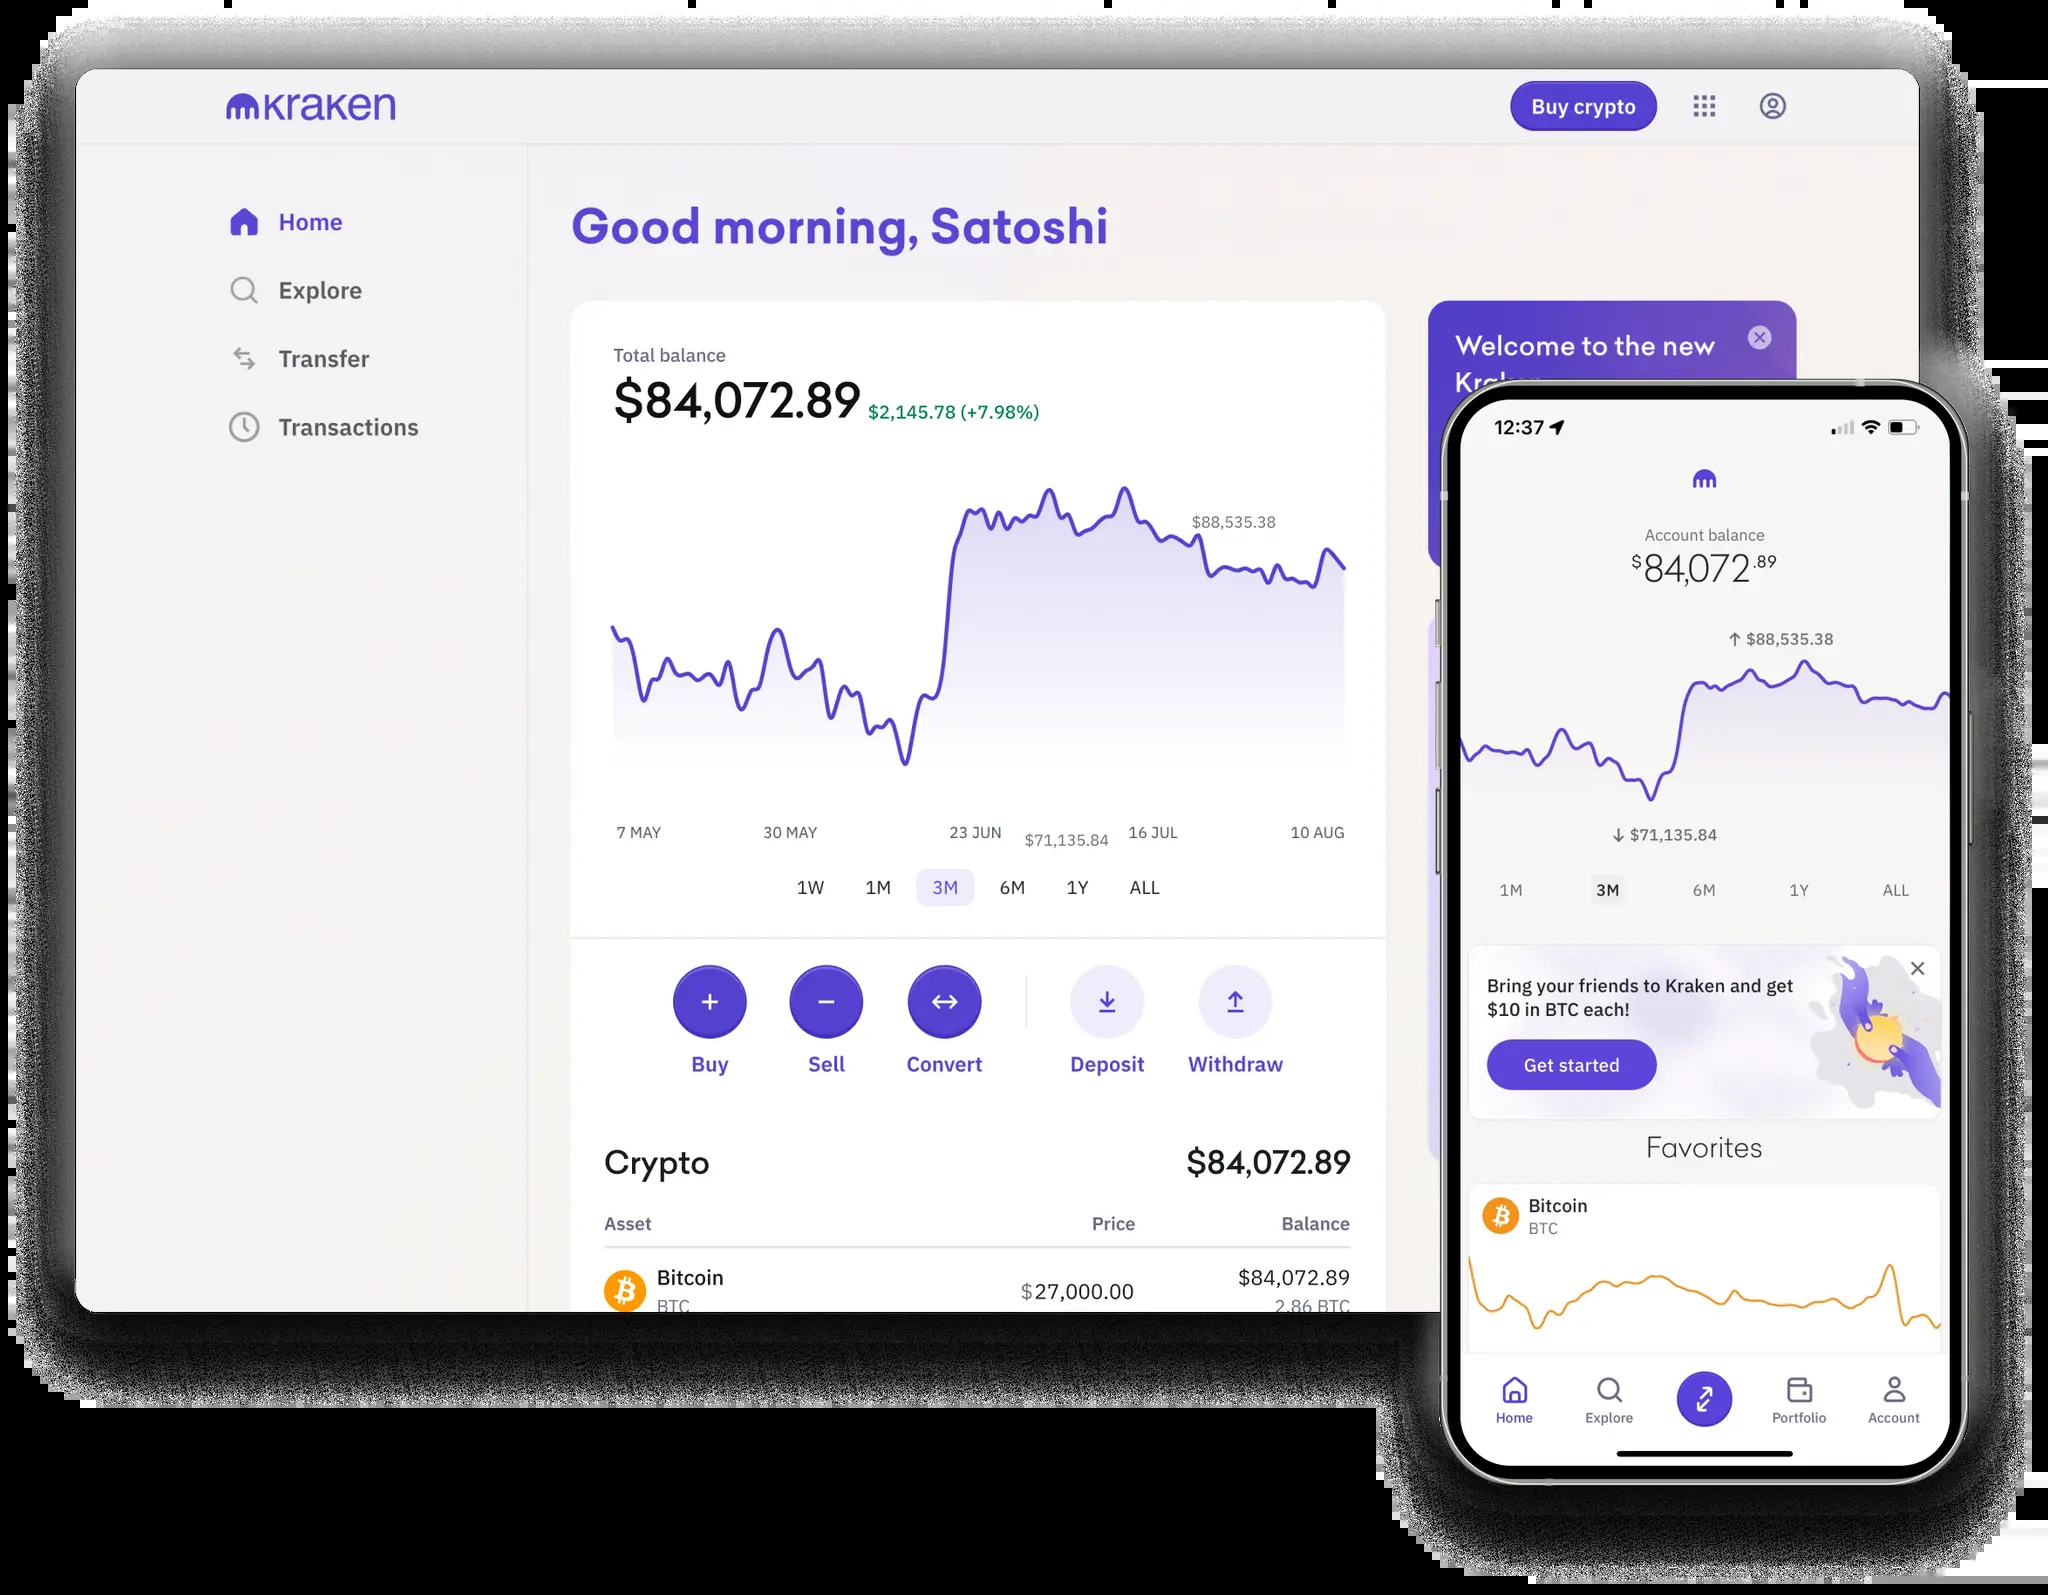 kraken
Buy crypto
Home
Explore
Transfer
Transactions
Good morning, Satoshi
Total balance
$84,072.89 $2,145.78 (+7.98%)
$88,535.38
7 MAY 30 MAY 23 JUN $71,135.84 16 JUL 10 AUG
1W 1M 3M 6M 1Y ALL
Buy Sell Convert Deposit Withdraw
Crypto $84,072.89
Asset Price Balance
Bitcoin $84,072.89
$27,000.00
BTC 2.86 BTC
Welcome to the new
12:37
Account balance
$84,072.89
↑ $88,535.38
↓ $71,135.84
1M 3M 6M 1Y ALL
Bring your friends to Kraken and get
$10 in BTC each!
Get started
Favorites
Bitcoin
BTC
Home Explore Portfolio Account